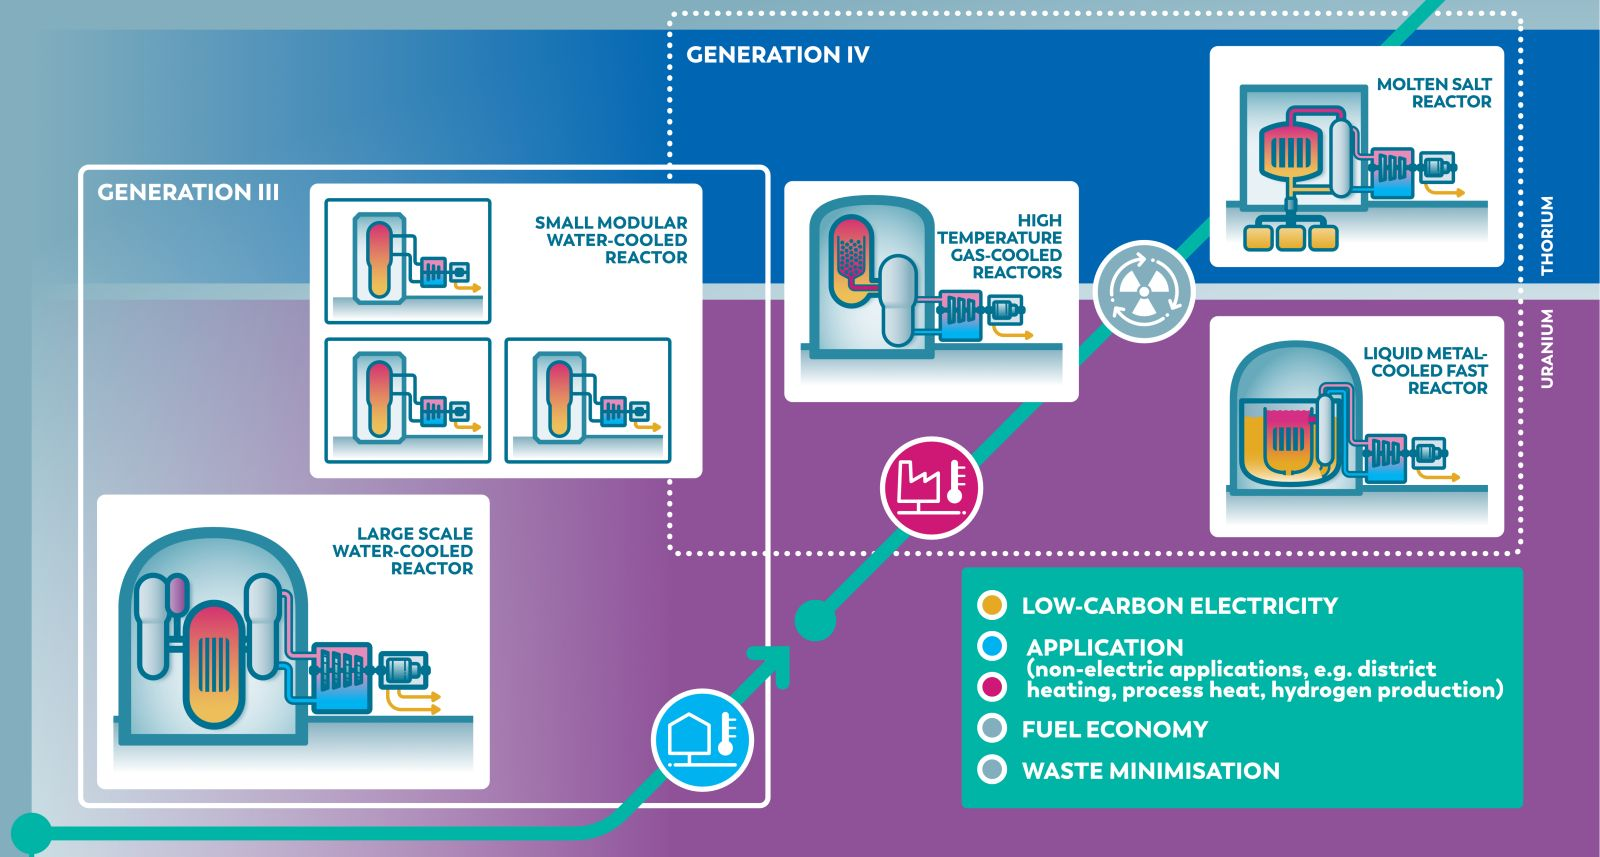 GENERATION IV
MOLTEN SALT
REACTOR
GENERATION III
SMALL MODULAR
WATER-COOLED
REACTOR
HIGH
TEMPERATURE
GAS-COOLED
REACTORS
THORIUM
URANIUM
LIQUID METAL-
COOLED FAST
REACTOR
LARGE SCALE
WATER-COOLED
REACTOR
LOW-CARBON ELECTRICITY
APPLICATION
(non-electric applications, e.g. district
heating, process heat, hydrogen production)
FUEL ECONOMY
WASTE MINIMISATION